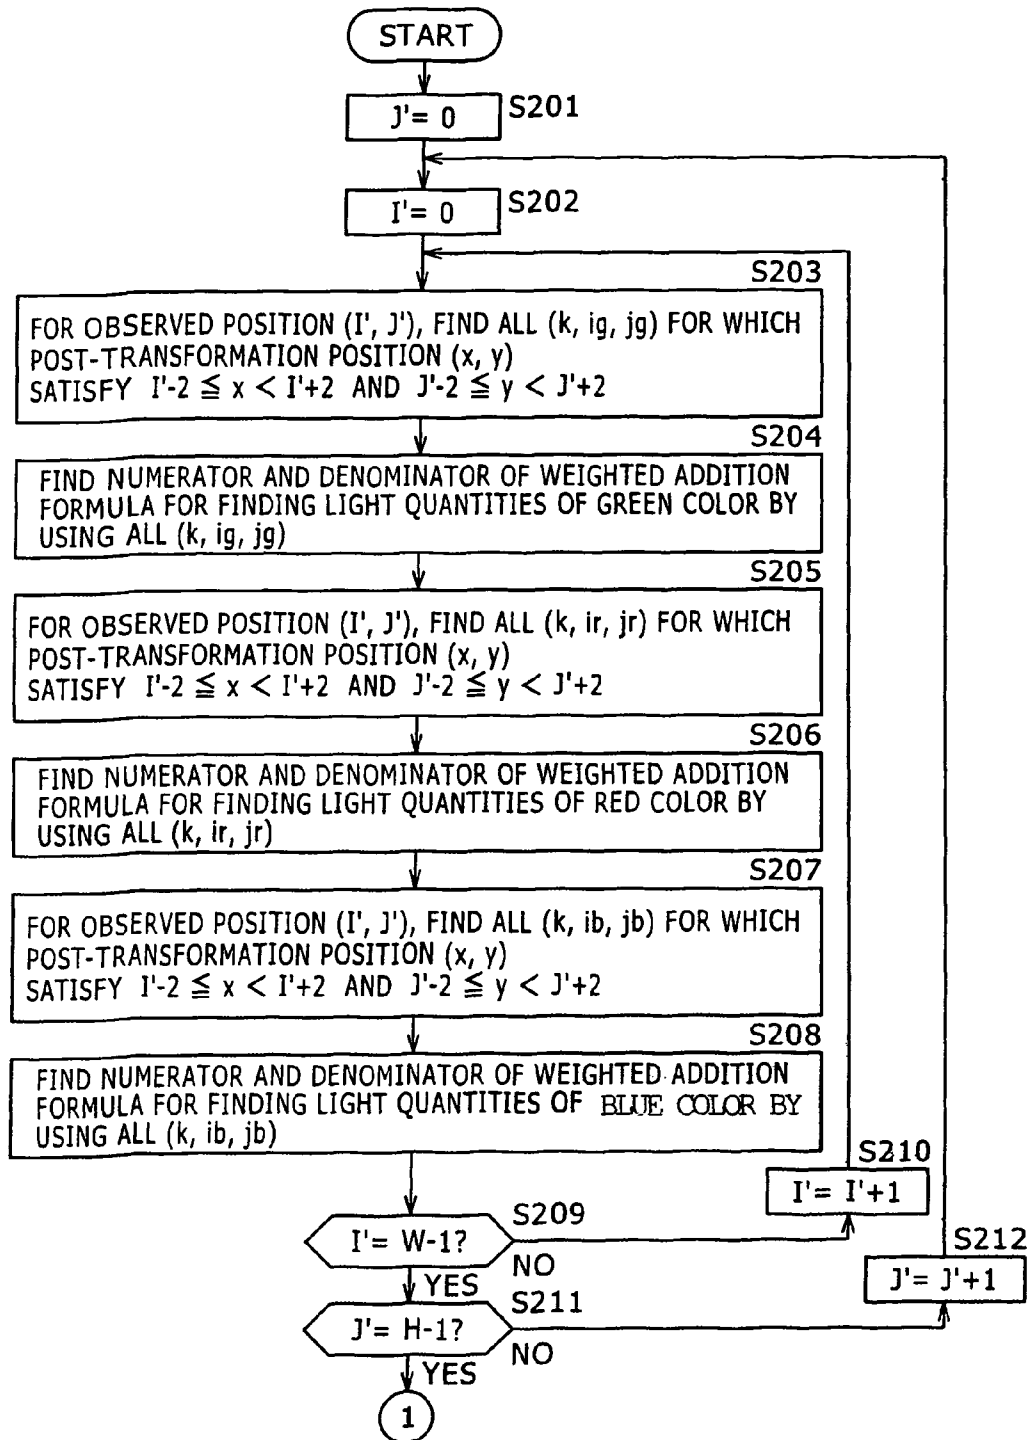 START
J'= 0
S201
I'= 0
S202
S203
FOR OBSERVED POSITION (I', J'), FIND ALL (k, ig, jg) FOR WHICH
POST-TRANSFORMATION POSITION (x, y)
SATISFY I'-2 ≦ x < I'+2 AND J'-2 ≦ y < J'+2
S204
FIND NUMERATOR AND DENOMINATOR OF WEIGHTED ADDITION
FORMULA FOR FINDING LIGHT QUANTITIES OF GREEN COLOR BY
USING ALL (k, ig, jg)
S205
FOR OBSERVED POSITION (I', J'), FIND ALL (k, ir, jr) FOR WHICH
POST-TRANSFORMATION POSITION (x, y)
SATISFY I'-2 ≦ x < I'+2 AND J'-2 ≦ y < J'+2
S206
FIND NUMERATOR AND DENOMINATOR OF WEIGHTED ADDITION
FORMULA FOR FINDING LIGHT QUANTITIES OF RED COLOR BY
USING ALL (k, ir, jr)
S207
FOR OBSERVED POSITION (I', J'), FIND ALL (k, ib, jb) FOR WHICH
POST-TRANSFORMATION POSITION (x, y)
SATISFY I'-2 ≦ x < I'+2 AND J'-2 ≦ y < J'+2
S208
FIND NUMERATOR AND DENOMINATOR OF WEIGHTED ADDITION
FORMULA FOR FINDING LIGHT QUANTITIES OF BLUE COLOR BY
USING ALL (k, ib, jb)
S210
I'= I'+1
S209
I'= W-1?
NO
YES
S212
J'= J'+1
S211
J'= H-1?
NO
YES
1